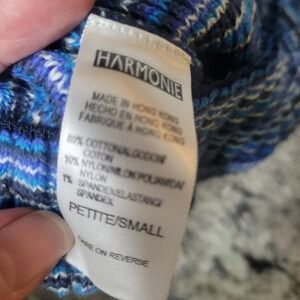 HARMONIE
MADE IN HONG KONG
HECHO EN HONG KONG
FABRIQUÉ À HONG KONG
89% COTTON/ALGODON/
COTON
10% NYLON/NILON/POLIAMIDA/
NYLON
1% SPANDEX/ELASTANO/
SPANDEX
PETITE/SMALL
CARE ON REVERSE